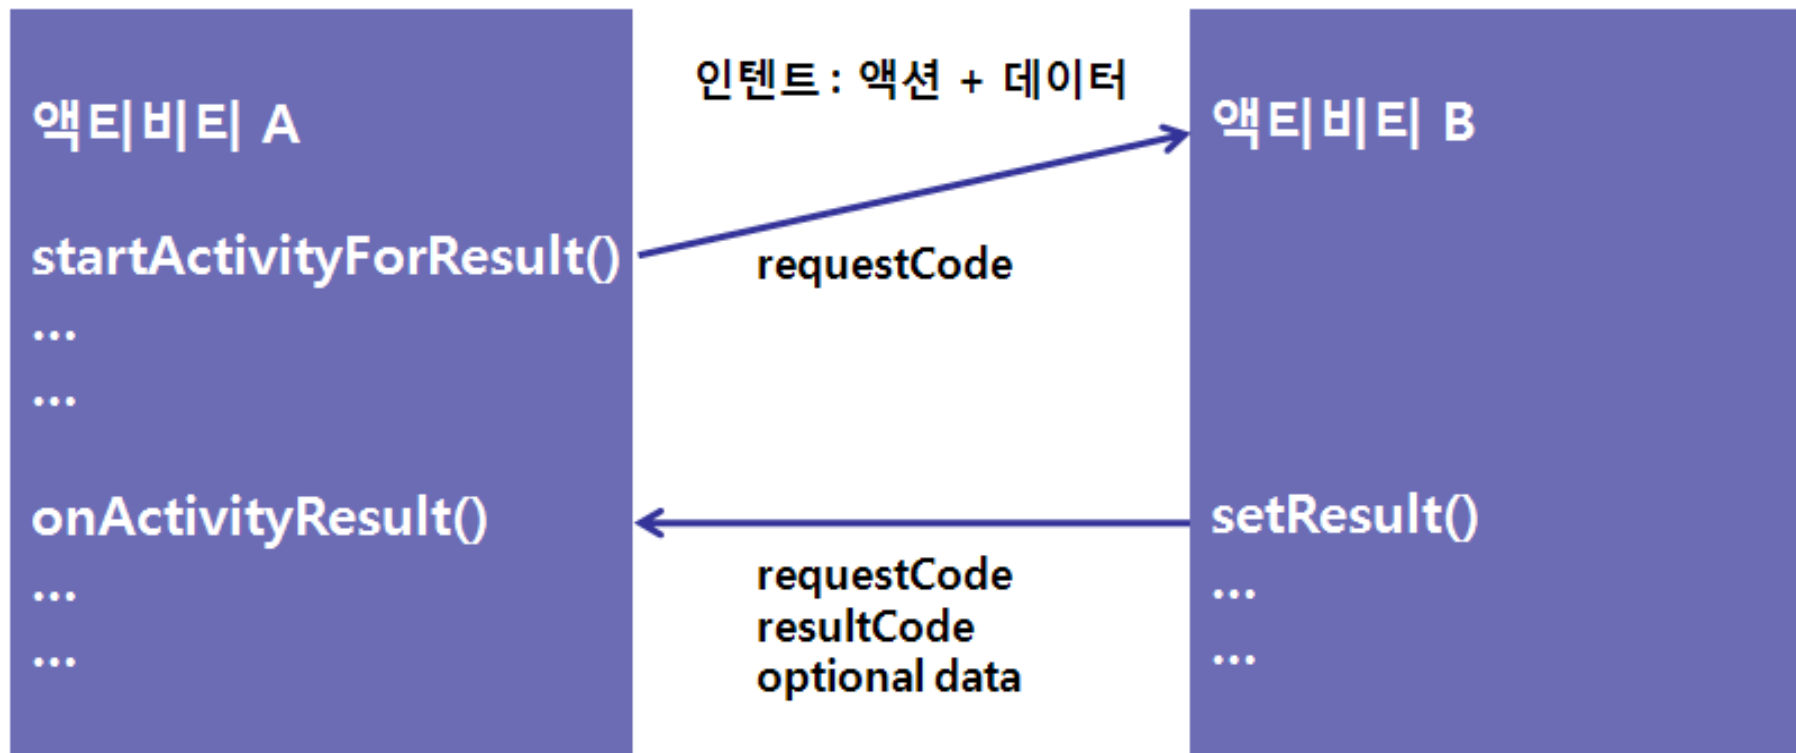 액티비티 A
startActivityForResult()
...
...
onActivityResult()
...
...
인텐트 : 액션 + 데이터
requestCode
requestCode
resultCode
optional data
액티비티 B
setResult()
...
...